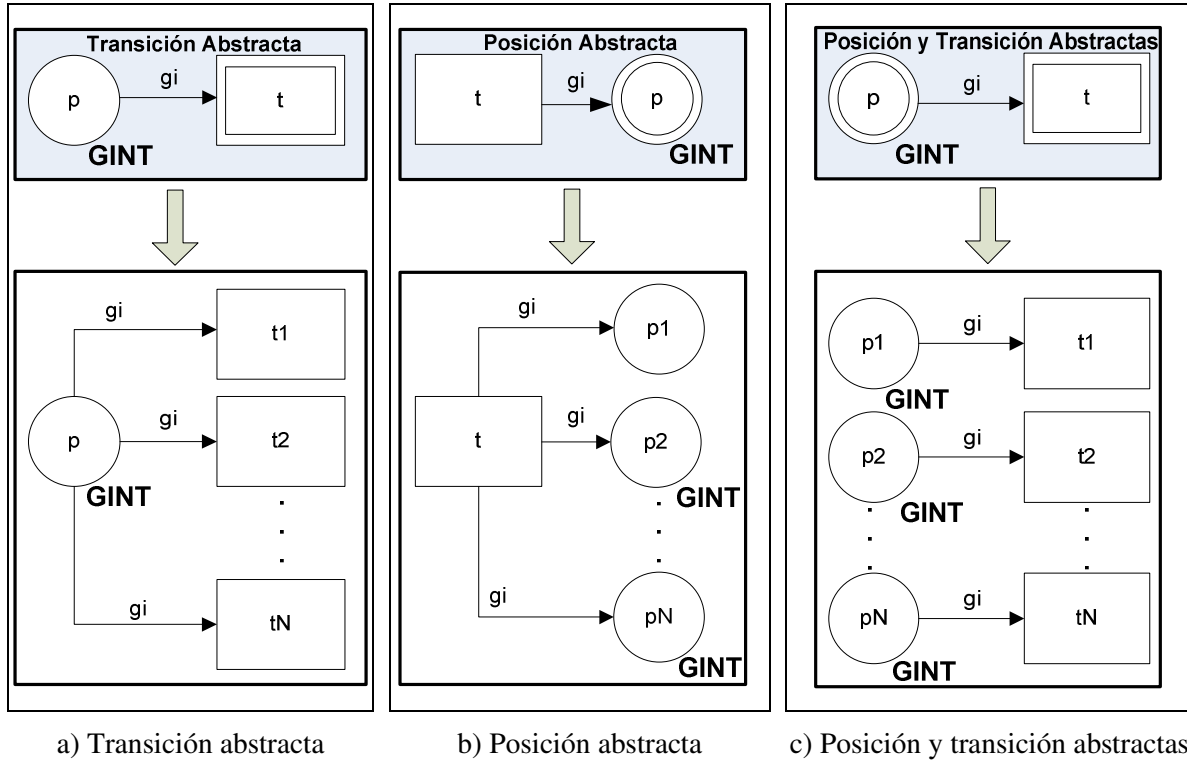 Transición Abstracta
gi
p
t
GINT
gi
t1
gi
p
t2
GINT
.
.
.
gi
tN
a) Transición abstracta
Posición Abstracta
gi
t
p
GINT
gi
p1
gi
t
p2
GINT
.
.
.
gi
pN
GINT
b) Posición abstracta
Posición y Transición Abstractas
gi
p
t
GINT
gi
p1
t1
GINT
gi
p2
t2
GINT
. .
. .
. .
gi
pN
tN
GINT
c) Posición y transición abstractas